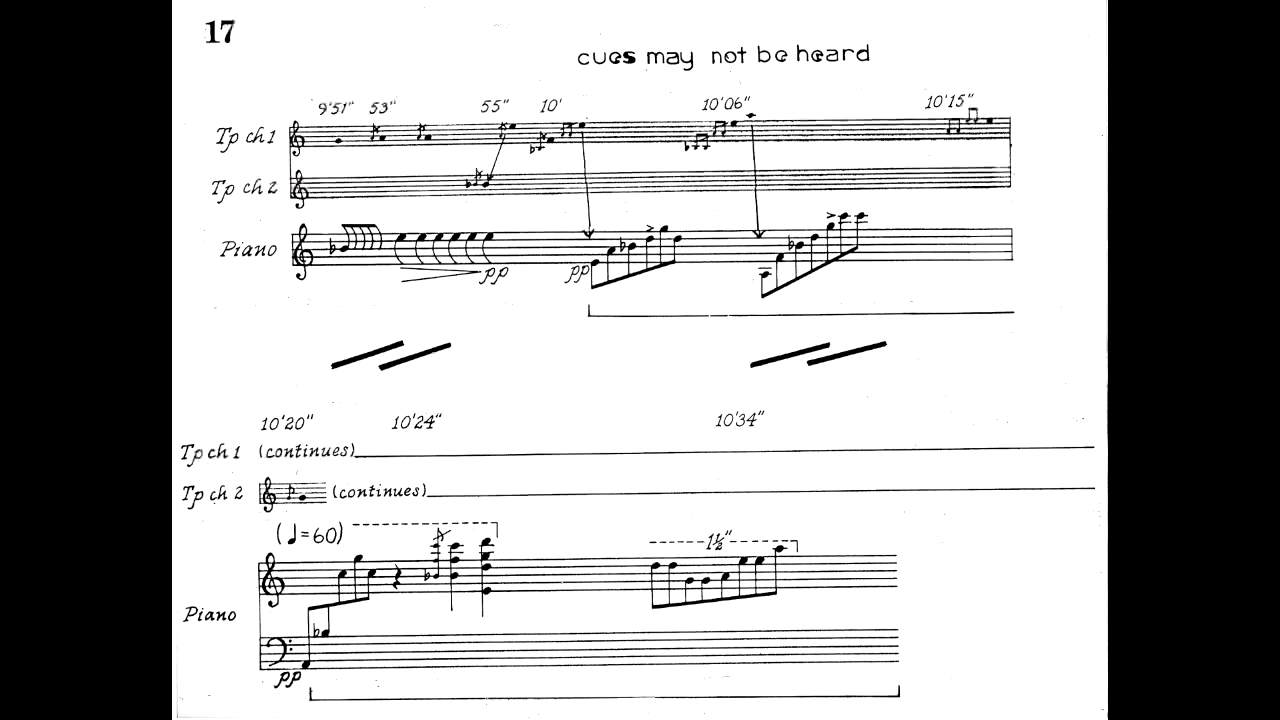 17
cues may not be heard
9'51" 53" 55" 10' 10'06" 10'15"
Tp ch 1
Tp ch 2
Piano
pp pp
10'20" 10'24" 10'34"
Tp ch 1 (continues)
Tp ch 2 (continues)
(♩=60)
1½"
Piano
pp